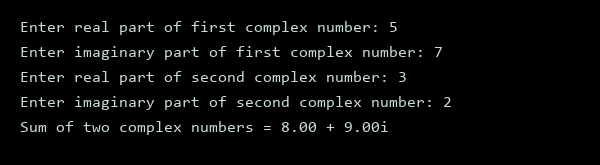 Enter real part of first complex number: 5
Enter imaginary part of first complex number: 7
Enter real part of second complex number: 3
Enter imaginary part of second complex number: 2
Sum of two complex numbers = 8.00 + 9.00i